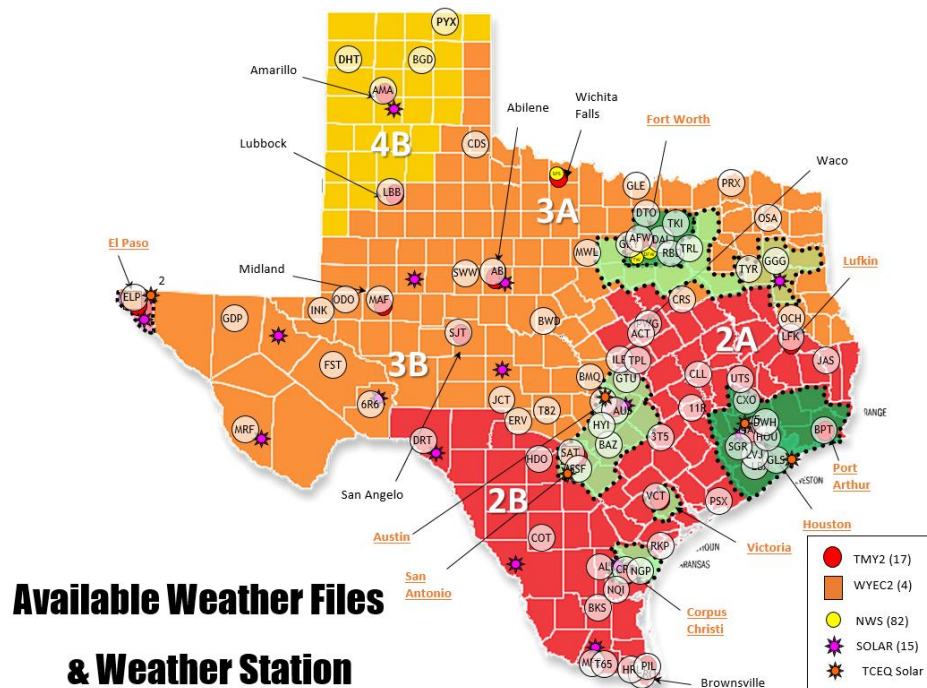 PYX
DHT
BGD
Amarillo
AMA
Abilene
Wichita
Falls
Fort Worth
4B
CDS
Lubbock
Waco
LBB
3A
GLE
PRX
DTO
TKI
OSA
AFW
DAL
El Paso
MWL
RBD
TRL
Lufkin
Midland
SWW
AB
TYR
GGG
2
ELP
INK
ODO
MAF
CRS
GDP
BWD
OCH
SJT
ACT
2A
LFK
3B
FST
ILE
TPL
JAS
BMQ
GTU
CLL
UTS
6R6
JCT
CXO
ERV
T82
AUS
11R
RANGE
MRF
HYI
DWH
DRT
BAZ
3T5
HOU
BPT
HDO
SAT
SGR
LVJ
GLS
SSF
San Angelo
2B
VCT
PSX
VESTON
Port
Arthur
Austin
COT
RKP
Houston
Victoria
HOUN
ARANSAS
San
Antonio
NGP
NQI
Corpus
Christi
BKS
T65
PIL
Brownsville
Available Weather Files
& Weather Station
TMY2 (17)
WYEC2 (4)
NWS (82)
SOLAR (15)
TCEQ Solar